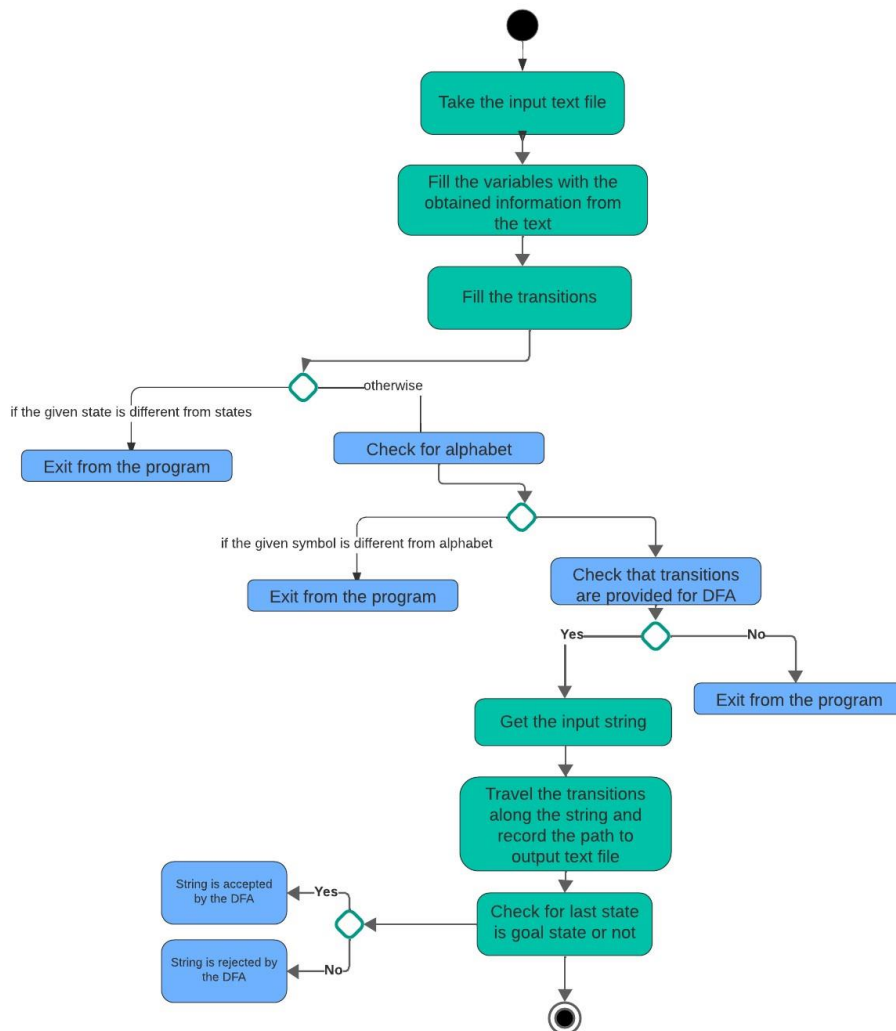 Take the input text file
Fill the variables with the
obtained information from
the text
Fill the transitions
otherwise
if the given state is different from states
Exit from the program
Check for alphabet
if the given symbol is different from alphabet
Exit from the program
Check that transitions
are provided for DFA
Yes
No
Exit from the program
Get the input string
Travel the transitions
along the string and
record the path to
output text file
String is accepted
by the DFA
Yes
Check for last state
is goal state or not
String is rejected by
the DFA
No